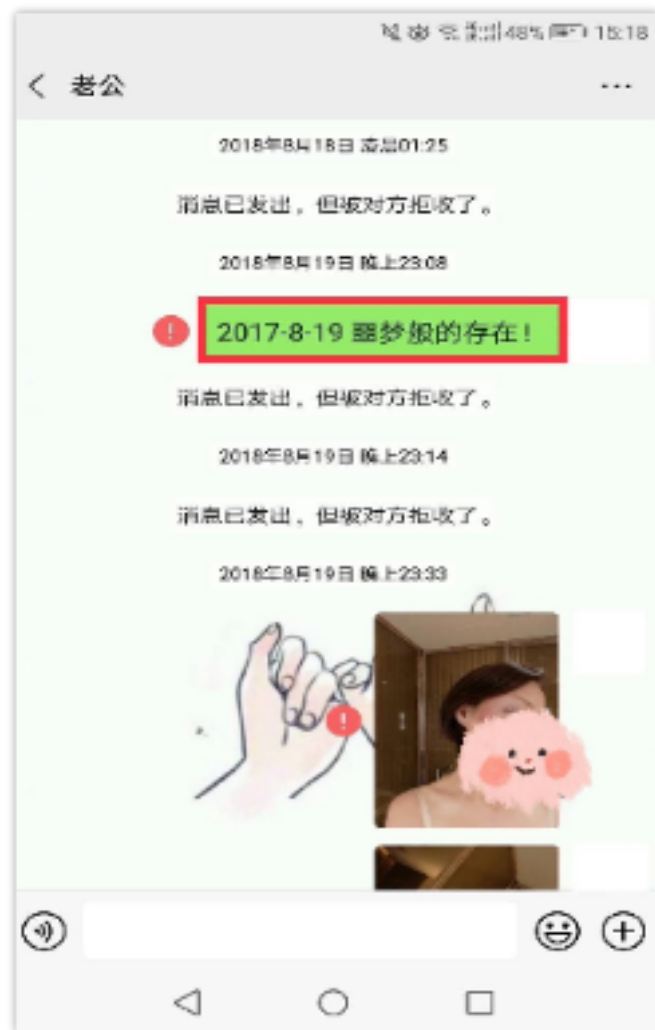 48% 15:18
老公
2018年8月18日 凌晨01:25
消息已发出，但被对方拒收了。
2018年8月19日 晚上23:08
2017-8-19 噩梦般的存在！
消息已发出，但被对方拒收了。
2018年8月19日 晚上23:14
消息已发出，但被对方拒收了。
2018年8月19日 晚上23:33